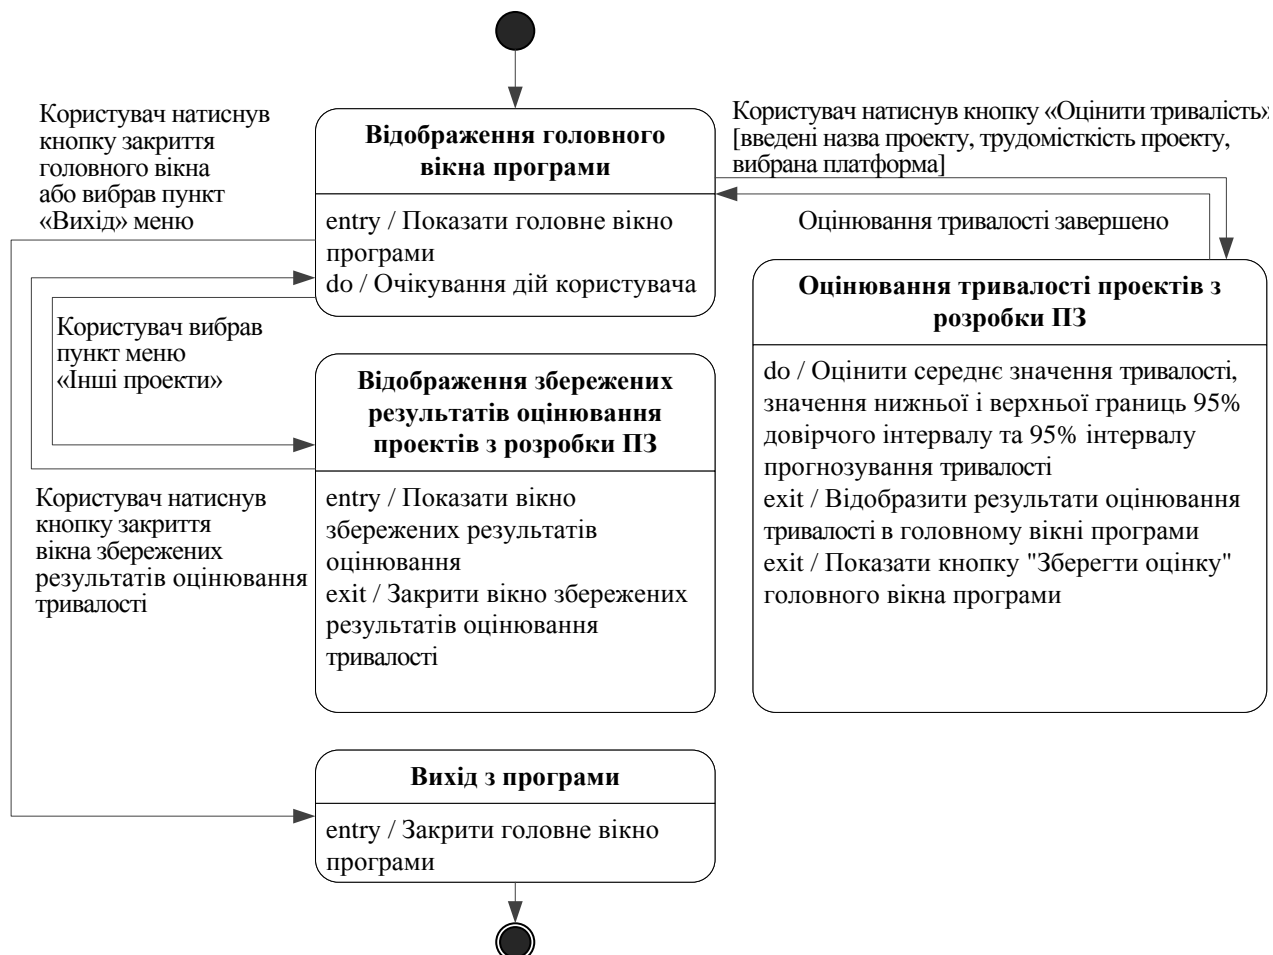 Користувач натиснув
кнопку закриття
головного вікна
або вибрав пункт
«Вихід» меню
Відображення головного
вікна програми
entry / Показати головне вікно
програми
do / Очікування дій користувача
Користувач натиснув кнопку «Оцінити тривалість»
[введені назва проекту, трудомісткість проекту,
вибрана платформа]
Оцінювання тривалості завершено
Оцінювання тривалості проектів з
розробки ПЗ
do / Оцінити середнє значення тривалості,
значення нижньої і верхньої границь 95%
довірчого інтервалу та 95% інтервалу
прогнозування тривалості
exit / Відобразити результати оцінювання
тривалості в головному вікні програми
exit / Показати кнопку "Зберегти оцінку"
головного вікна програми
Користувач вибрав
пункт меню
«Інші проекти»
Відображення збережених
результатів оцінювання
проектів з розробки ПЗ
entry / Показати вікно
збережених результатів
оцінювання
exit / Закрити вікно збережених
результатів оцінювання
тривалості
Користувач натиснув
кнопку закриття
вікна збережених
результатів оцінювання
тривалості
Вихід з програми
entry / Закрити головне вікно
програми